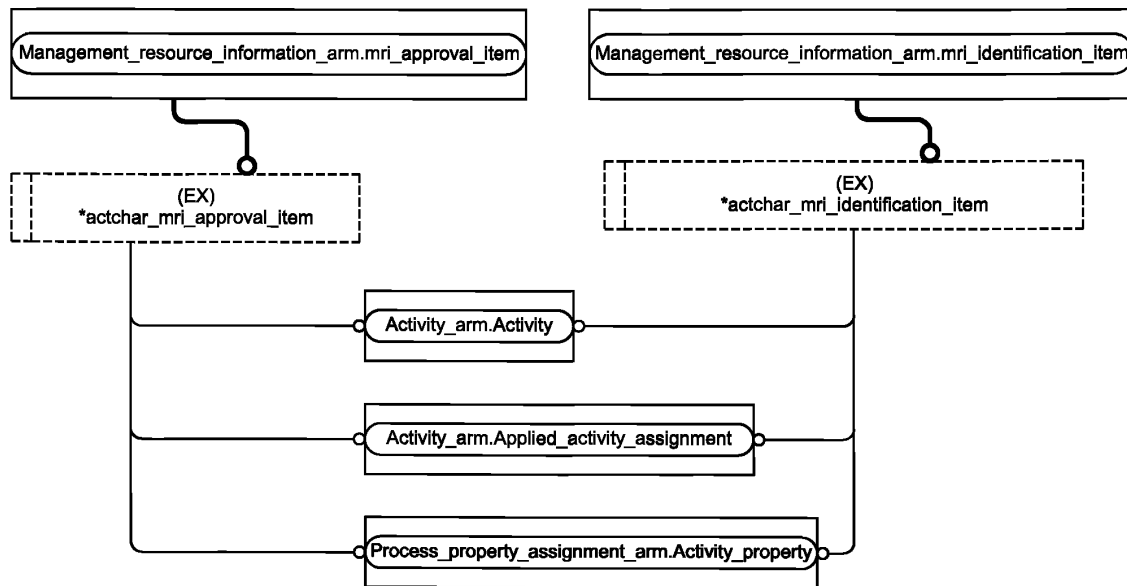 Management_resource_information_arm.mri_approval_item
Management_resource_information_arm.mri_identification_item
(EX)
*actchar_mri_approval_item
(EX)
*actchar_mri_identification_item
Activity_arm.Activity
Activity_arm.Applied_activity_assignment
Process_property_assignment_arm.Activity_property